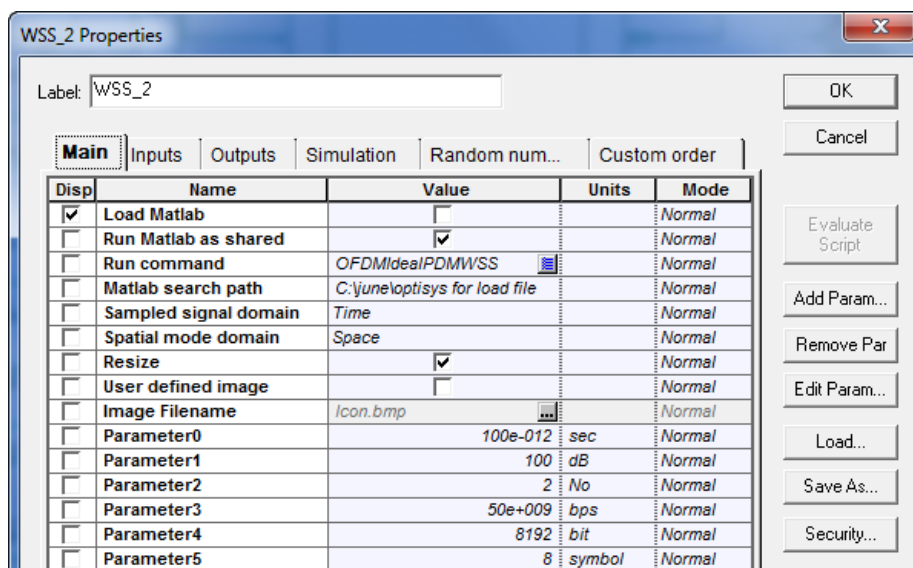 WSS_2 Properties
X
Label: WSS_2
OK
Cancel
Main Inputs Outputs Simulation Random num... Custom order
Disp Name Value Units Mode
Load Matlab Normal
Run Matlab as shared Normal
Run command OFDMIdealPDMWSS Normal
Matlab search path C:\june\optisys for load file Normal
Sampled signal domain Time Normal
Spatial mode domain Space Normal
Resize Normal
User defined image Normal
Image Filename Icon.bmp ... Normal
Parameter0 100e-012 sec Normal
Parameter1 100 dB Normal
Parameter2 2 No Normal
Parameter3 50e+009 bps Normal
Parameter4 8192 bit Normal
Parameter5 8 symbol Normal
Evaluate
Script
Add Param...
Remove Par
Edit Param...
Load...
Save As...
Security...